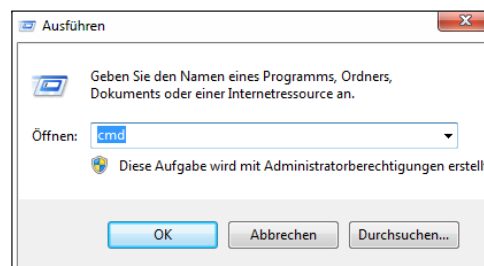 Ausführen
Geben Sie den Namen eines Programms, Ordners,
Dokuments oder einer Internetressource an.
Öffnen: cmd
Diese Aufgabe wird mit Administratorberechtigungen erstell
OK Abbrechen Durchsuchen...